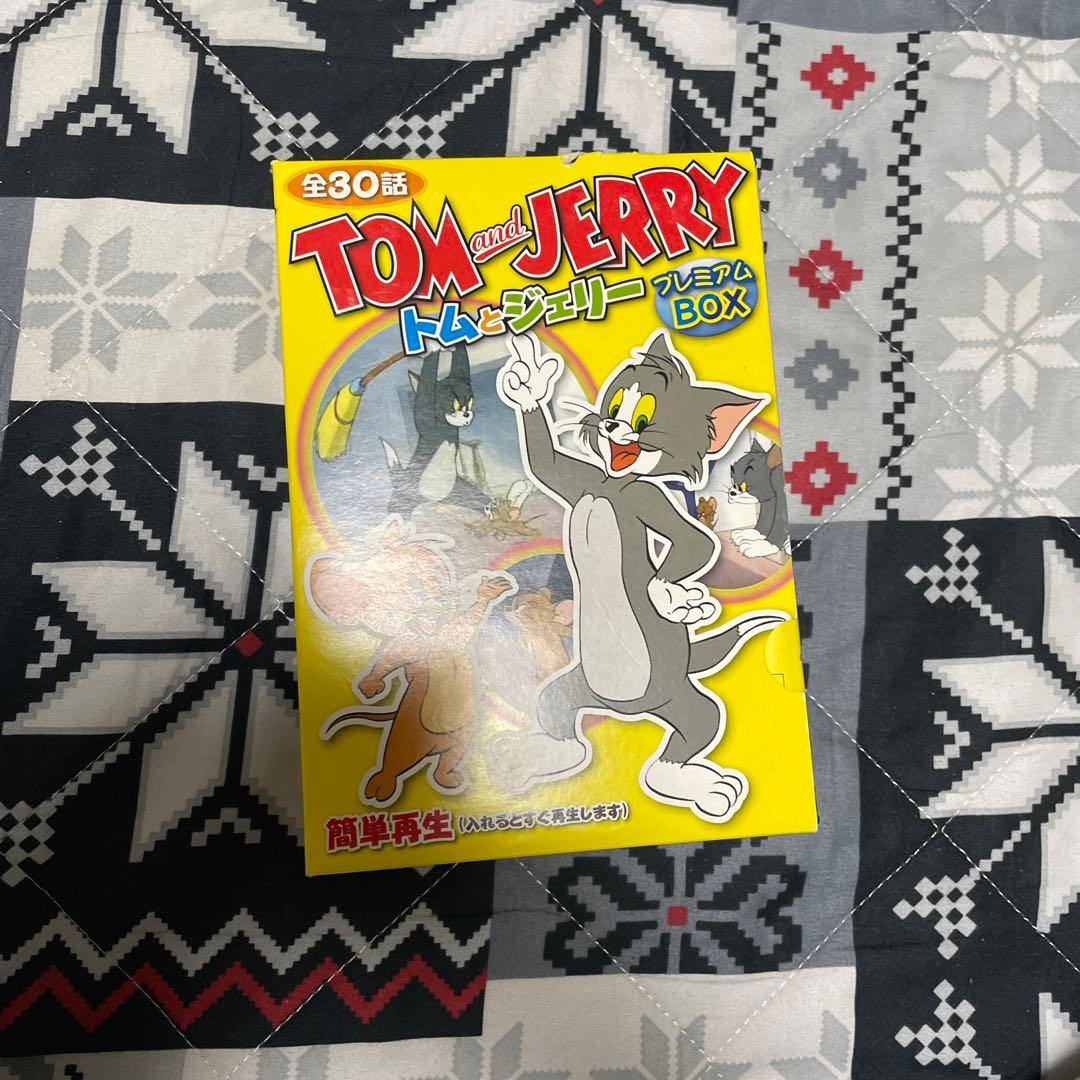 全30話
TOM and JERRY
トムとジェリー
プレミアム
BOX
簡単再生(入れるとすぐ再生します)